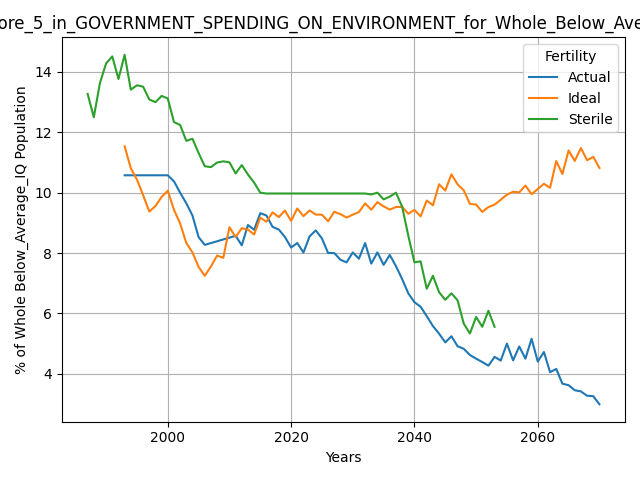 ore_5_in_GOVERNMENT_SPENDING_ON_ENVIRONMENT_for_Whole_Below_Ave
Fertility
Actual
Ideal
Sterile
% of Whole Below_Average_IQ Population
14
12
10
8
6
4
2000
2020
2040
2060
Years